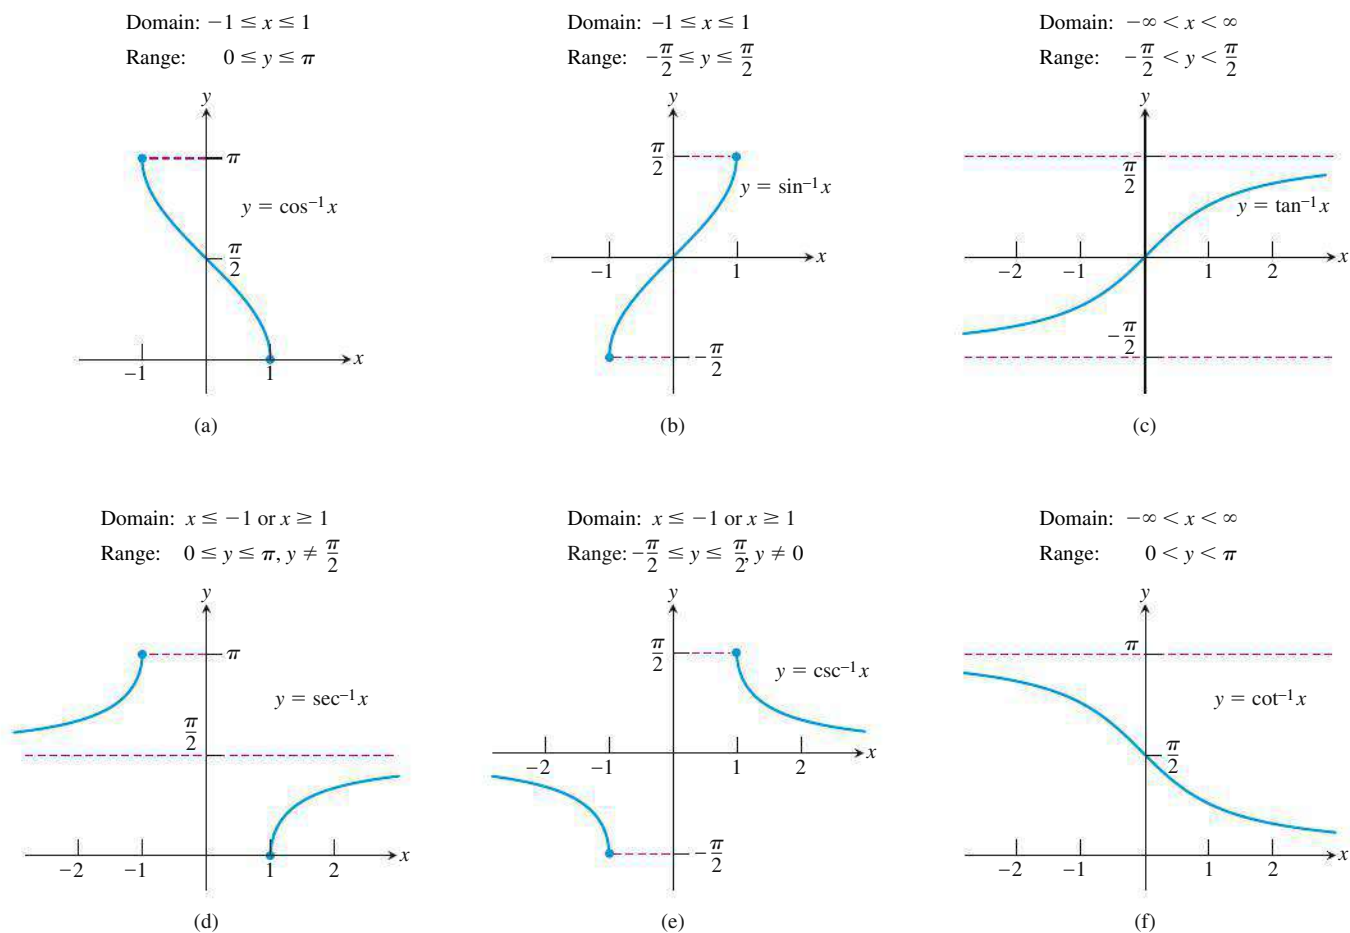 Domain: −1 ≤ x ≤ 1
Range: 0 ≤ y ≤ π
y
π
y = cos⁻¹x
π/2
−1
1
x
(a)
Domain: −1 ≤ x ≤ 1
Range: −π/2 ≤ y ≤ π/2
y
π/2
y = sin⁻¹x
−1
1
x
−π/2
(b)
Domain: −∞ < x < ∞
Range: −π/2 < y < π/2
y
π/2
y = tan⁻¹x
−2 −1 1 2
x
−π/2
(c)
Domain: x ≤ −1 or x ≥ 1
Range: 0 ≤ y ≤ π, y ≠ π/2
y
π
y = sec⁻¹x
π/2
−2 −1 1 2
x
(d)
Domain: x ≤ −1 or x ≥ 1
Range: −π/2 ≤ y ≤ π/2, y ≠ 0
y
π/2
y = csc⁻¹x
−2 −1 1 2
x
−π/2
(e)
Domain: −∞ < x < ∞
Range: 0 < y < π
y
π
y = cot⁻¹x
π/2
−2 −1 1 2
x
(f)